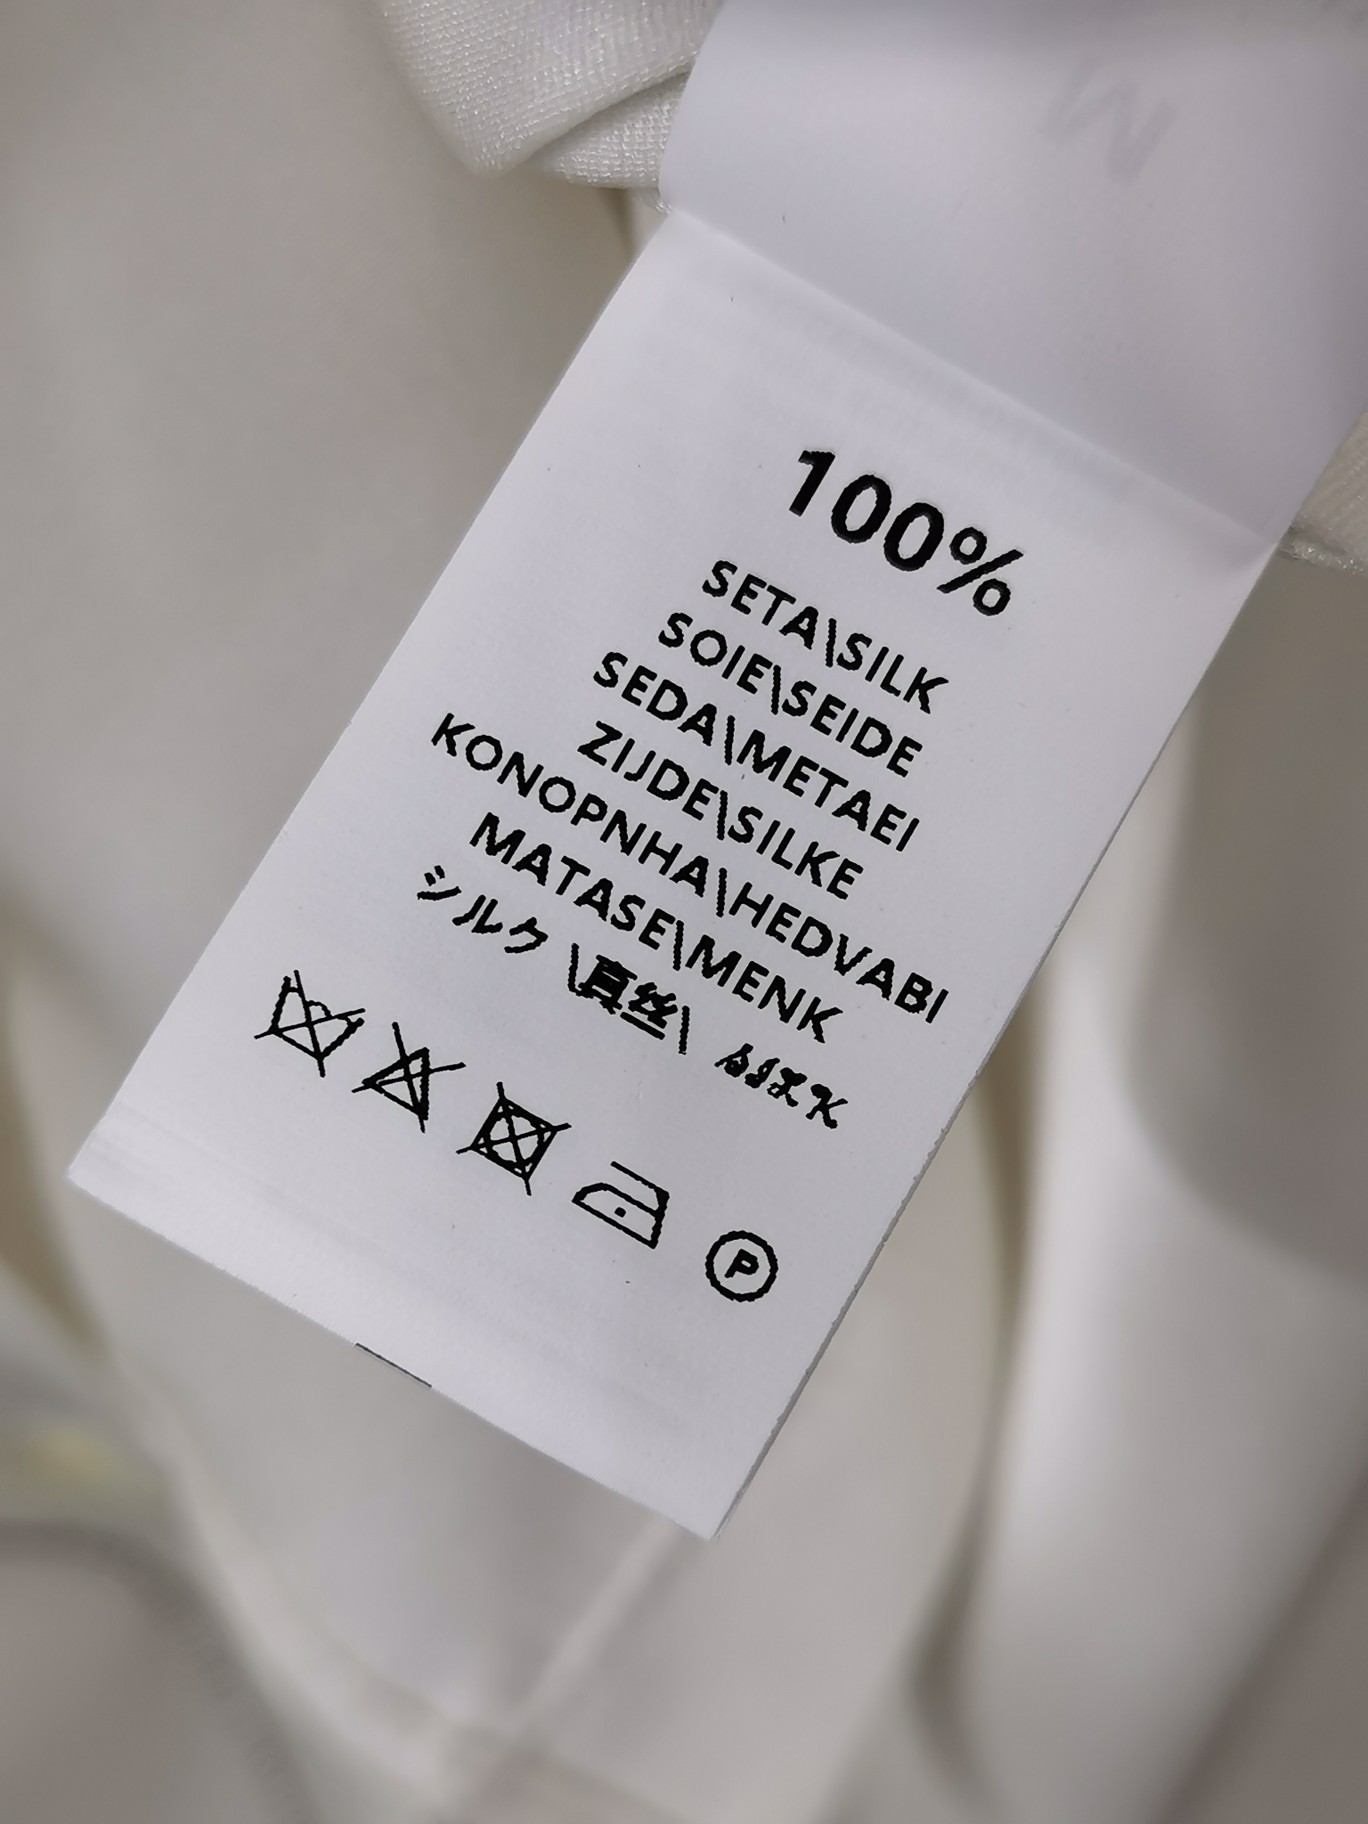 M
100%
SETA\SILK
SOIE\SEIDE
SEDA\METAEI
ZIJDE\SILKE
KONOPNHA\HEDVABI
MATASE\MENK
シルク\真丝\
P